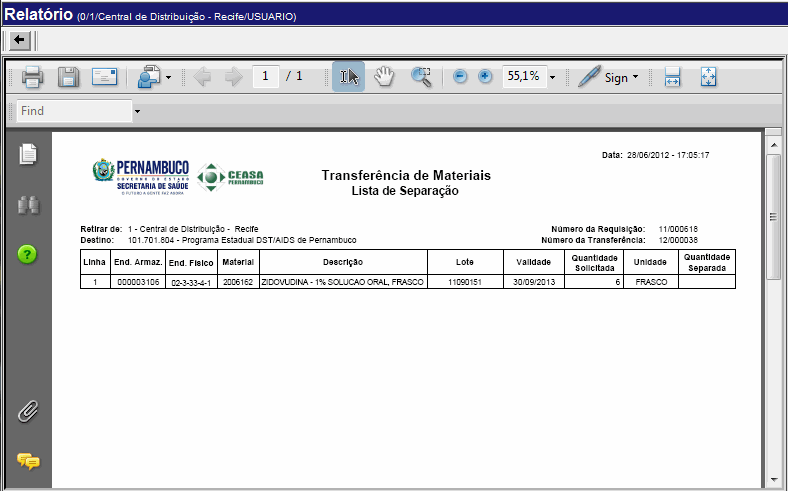 Relatório (0/1/Central de Distribuição - Recife/USUARIO)
1 / 1
55,1%
Sign
Find
Data: 28/06/2012 - 17:05:17
PERNAMBUCO
GOVERNO DO ESTADO
SECRETARIA DE SAÚDE
O FUTURO A GENTE FAZ AGORA
CEASA
PERNAMBUCO
Transferência de Materiais
Lista de Separação
Retirar de: 1 - Central de Distribuição - Recife
Número da Requisição: 11/000618
Destino: 101.701.804 - Programa Estadual DST/AIDS de Pernambuco
Número da Transferência: 12/000038
Linha End. Armaz. End. Físico Material Descrição Lote Validade Quantidade Solicitada Unidade Quantidade Separada
1 000003106 02-3-33-4-1 2006162 ZIDOVUDINA - 1% SOLUCAO ORAL, FRASCO 11090151 30/09/2013 6 FRASCO